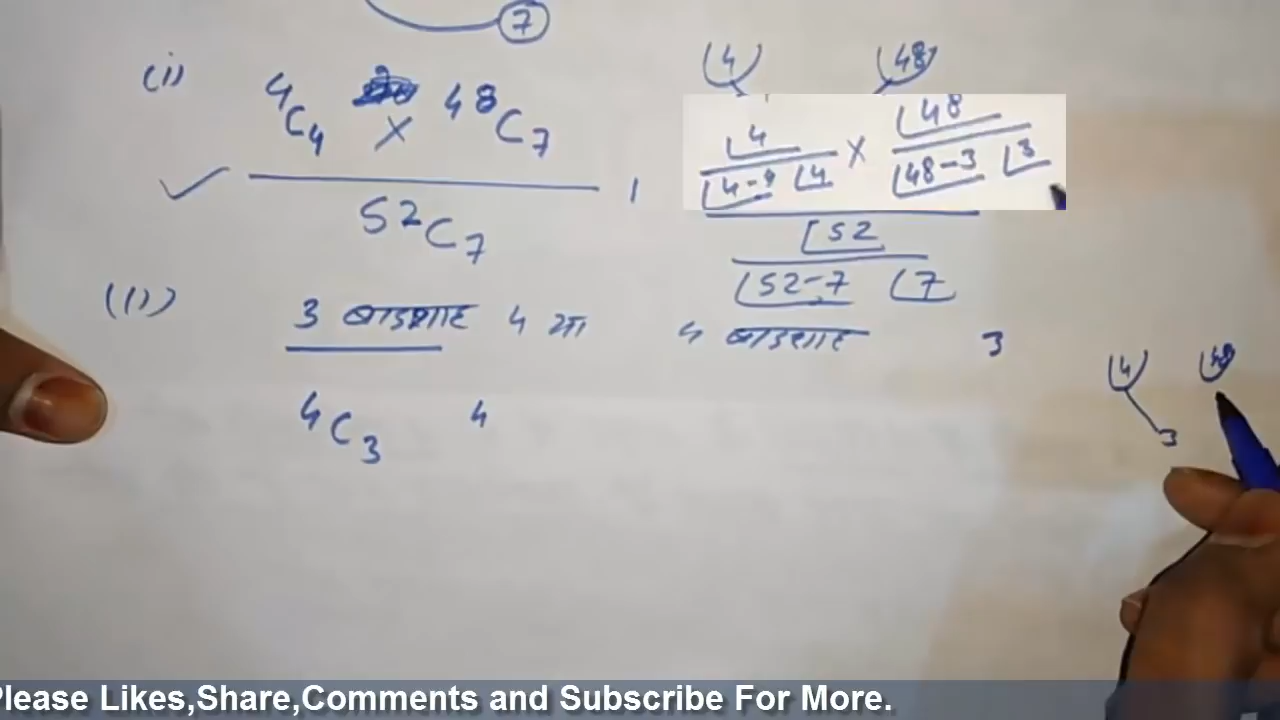 7
(i) ⁴C₄ × ⁴⁸C₇ / ⁵²C₇ , 4 48
|4 / |4-4 |4 × |48 / |48-3 |3
|52 / |52-7 |7
(ii) 3 बादशाह 4 या 4 बादशाह 3
⁴C₃ 4
4 48
3
Please Likes,Share,Comments and Subscribe For More.